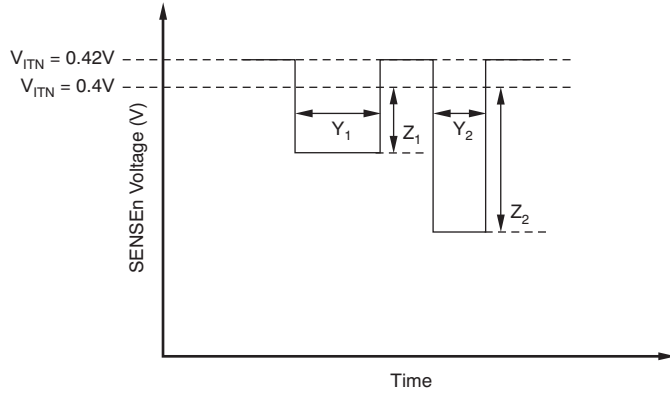 V_ITN = 0.42V
V_ITN = 0.4V
SENSEn Voltage (V)
Y_1
Z_1
Y_2
Z_2
Time